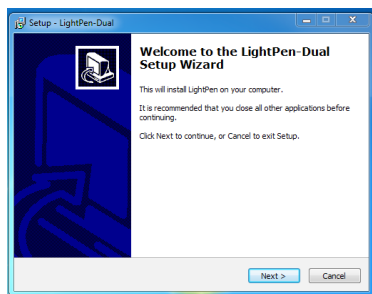 Setup - LightPen-Dual
Welcome to the LightPen-Dual
Setup Wizard
This will install LightPen on your computer.
It is recommended that you close all other applications before
continuing.
Click Next to continue, or Cancel to exit Setup.
Next >
Cancel